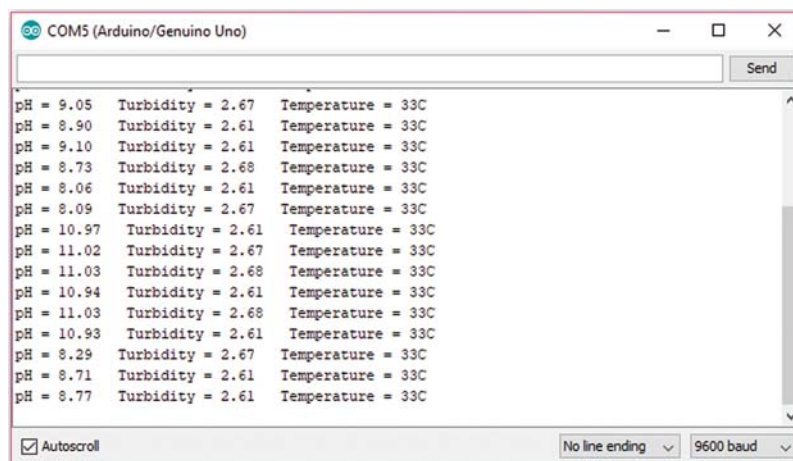 COM5 (Arduino/Genuino Uno)
Send
pH = 9.05 Turbidity = 2.67 Temperature = 33C
pH = 8.90 Turbidity = 2.61 Temperature = 33C
pH = 9.10 Turbidity = 2.61 Temperature = 33C
pH = 8.73 Turbidity = 2.68 Temperature = 33C
pH = 8.06 Turbidity = 2.61 Temperature = 33C
pH = 8.09 Turbidity = 2.67 Temperature = 33C
pH = 10.97 Turbidity = 2.61 Temperature = 33C
pH = 11.02 Turbidity = 2.67 Temperature = 33C
pH = 11.03 Turbidity = 2.68 Temperature = 33C
pH = 10.94 Turbidity = 2.61 Temperature = 33C
pH = 11.03 Turbidity = 2.68 Temperature = 33C
pH = 10.93 Turbidity = 2.61 Temperature = 33C
pH = 8.29 Turbidity = 2.67 Temperature = 33C
pH = 8.71 Turbidity = 2.61 Temperature = 33C
pH = 8.77 Turbidity = 2.61 Temperature = 33C
Autoscroll No line ending 9600 baud